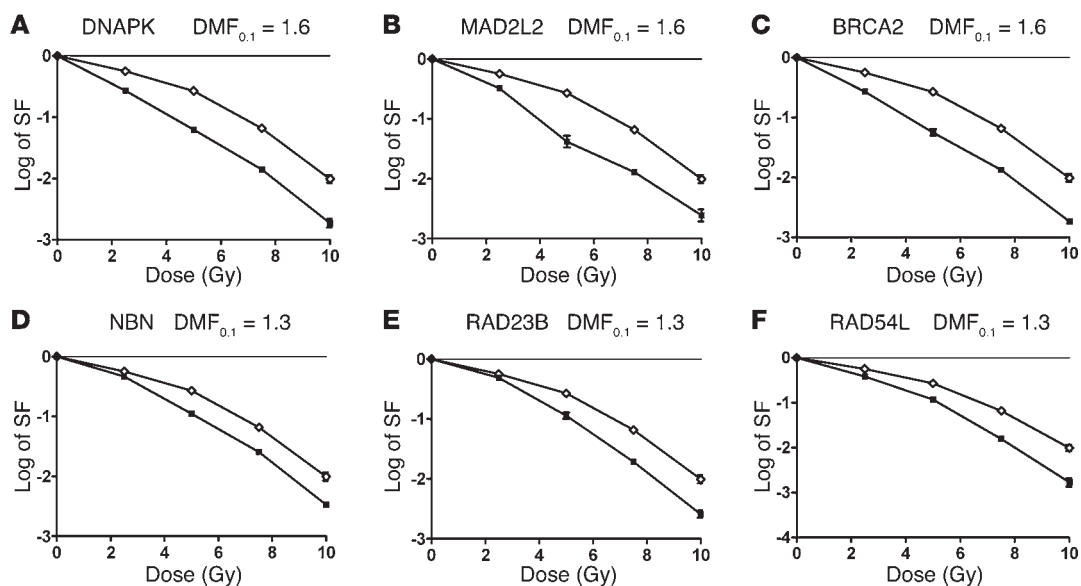 A DNAPK DMF0.1 = 1.6
0
-1
-2
-3
Log of SF
0 2 4 6 8 10
Dose (Gy)
B MAD2L2 DMF0.1 = 1.6
0
-1
-2
-3
Log of SF
0 2 4 6 8 10
Dose (Gy)
C BRCA2 DMF0.1 = 1.6
0
-1
-2
-3
Log of SF
0 2 4 6 8 10
Dose (Gy)
D NBN DMF0.1 = 1.3
0
-1
-2
-3
Log of SF
0 2 4 6 8 10
Dose (Gy)
E RAD23B DMF0.1 = 1.3
0
-1
-2
-3
Log of SF
0 2 4 6 8 10
Dose (Gy)
F RAD54L DMF0.1 = 1.3
0
-1
-2
-3
-4
Log of SF
0 2 4 6 8 10
Dose (Gy)